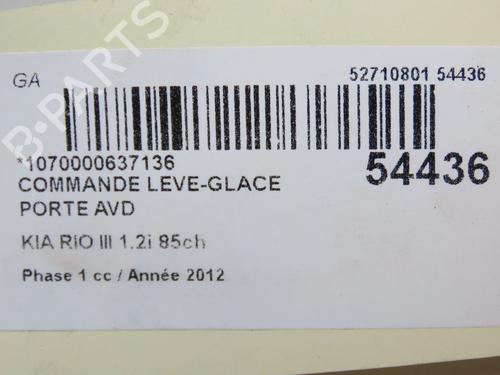 GA
52710801 54436
*1070000637136
54436
COMMANDE LEVE-GLACE
PORTE AVD
KIA RIO III 1.2i 85ch
Phase 1 cc / Année 2012
B-PARTS